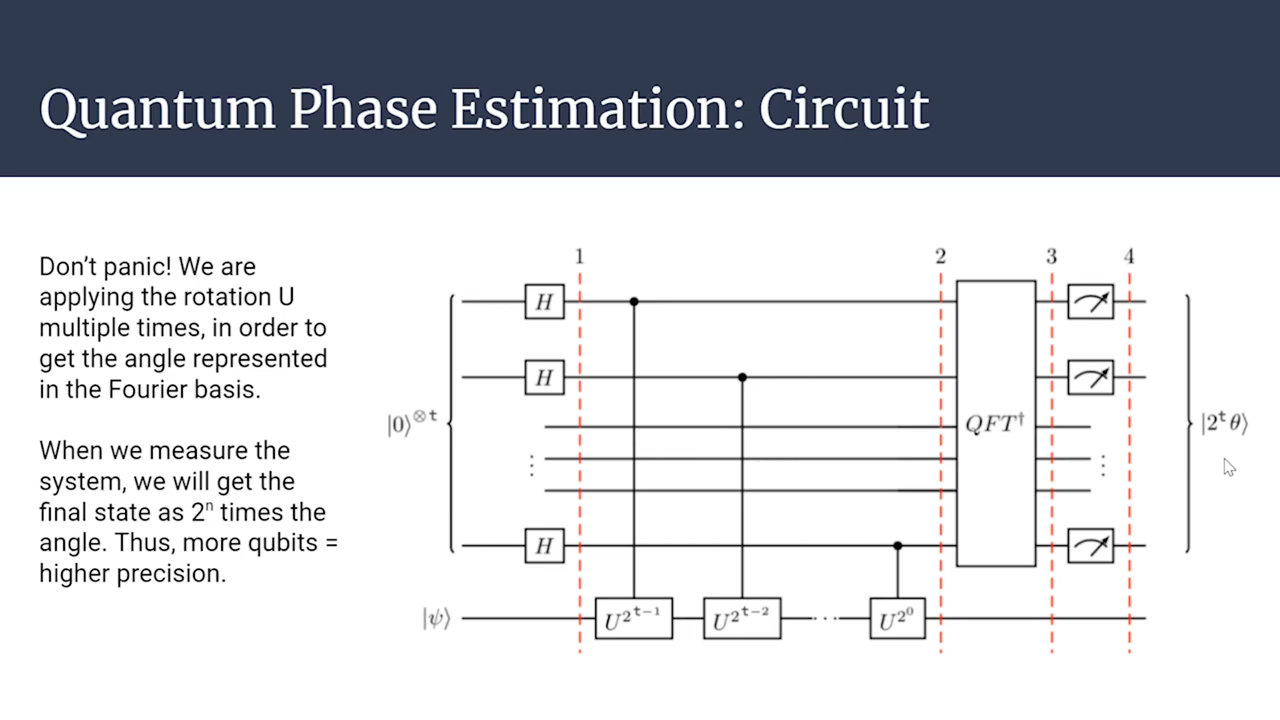 Quantum Phase Estimation: Circuit
Don’t panic! We are
applying the rotation U
multiple times, in order to
get the angle represented
in the Fourier basis.
When we measure the
system, we will get the
final state as 2ⁿ times the
angle. Thus, more qubits =
higher precision.
1 2 3 4
H
H
|0⟩^⊗t QFT† |2^t θ⟩
⋮ ⋮
H
|ψ⟩ U^2^t−1 U^2^t−2 ··· U^2^0